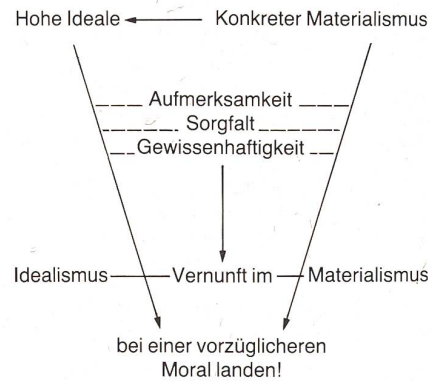 Hohe Ideale Konkreter Materialismus
Aufmerksamkeit
Sorgfalt
Gewissenhaftigkeit
Idealismus Vernunft im Materialismus
bei einer vorzüglicheren
Moral landen!